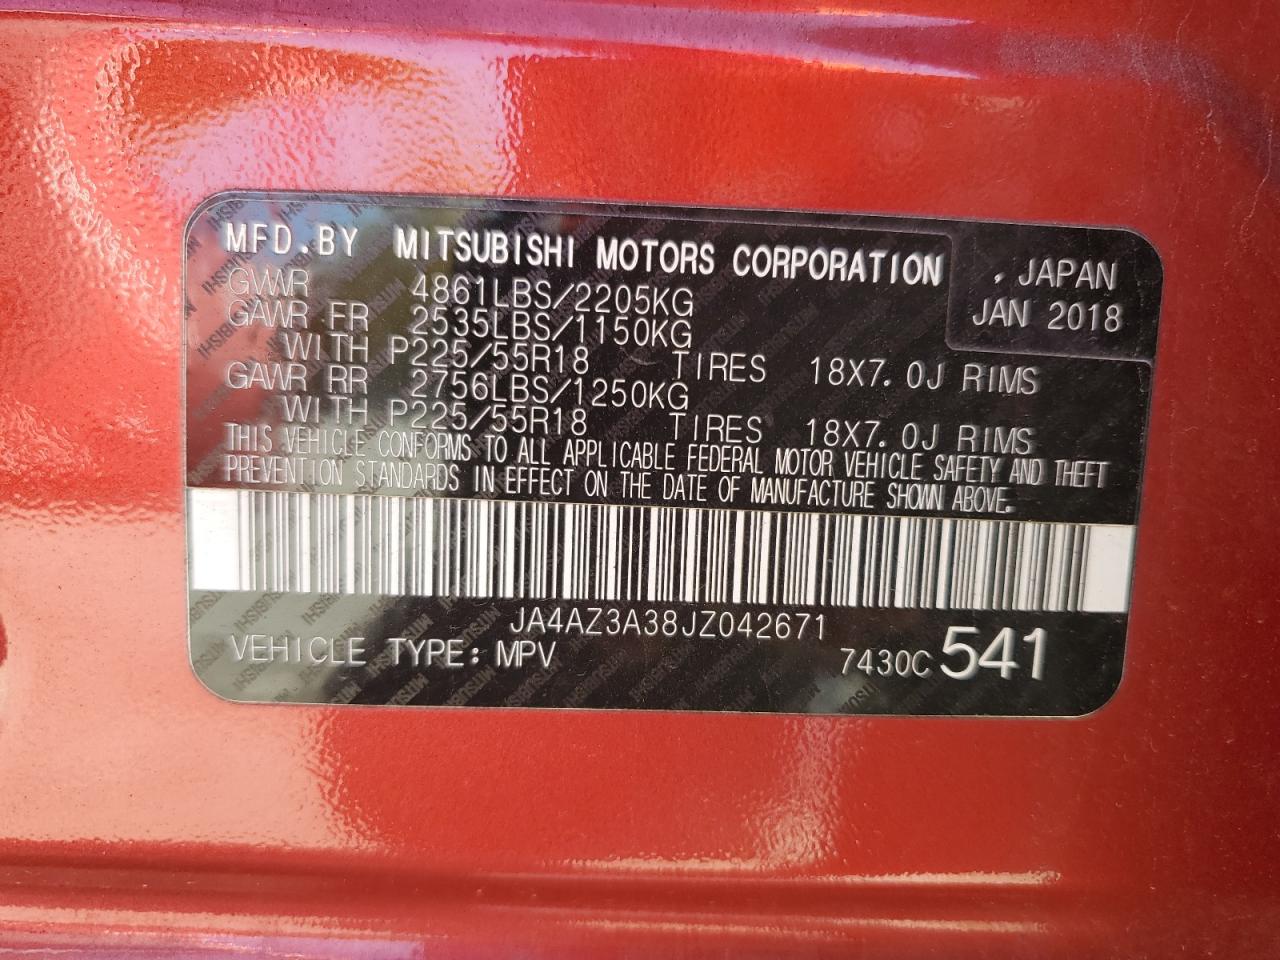 MFD.BY MITSUBISHI MOTORS CORPORATION , JAPAN
GVWR 4861LBS/2205KG JAN 2018
GAWR FR 2535LBS/1150KG
WITH P225/55R18 TIRES 18X7.0J RIMS
GAWR RR 2756LBS/1250KG
WITH P225/55R18 TIRES 18X7.0J RIMS
THIS VEHICLE CONFORMS TO ALL APPLICABLE FEDERAL MOTOR VEHICLE SAFETY AND THEFT
PREVENTION STANDARDS IN EFFECT ON THE DATE OF MANUFACTURE SHOWN ABOVE.
JA4AZ3A38JZ042671
VEHICLE TYPE: MPV 7430C 541